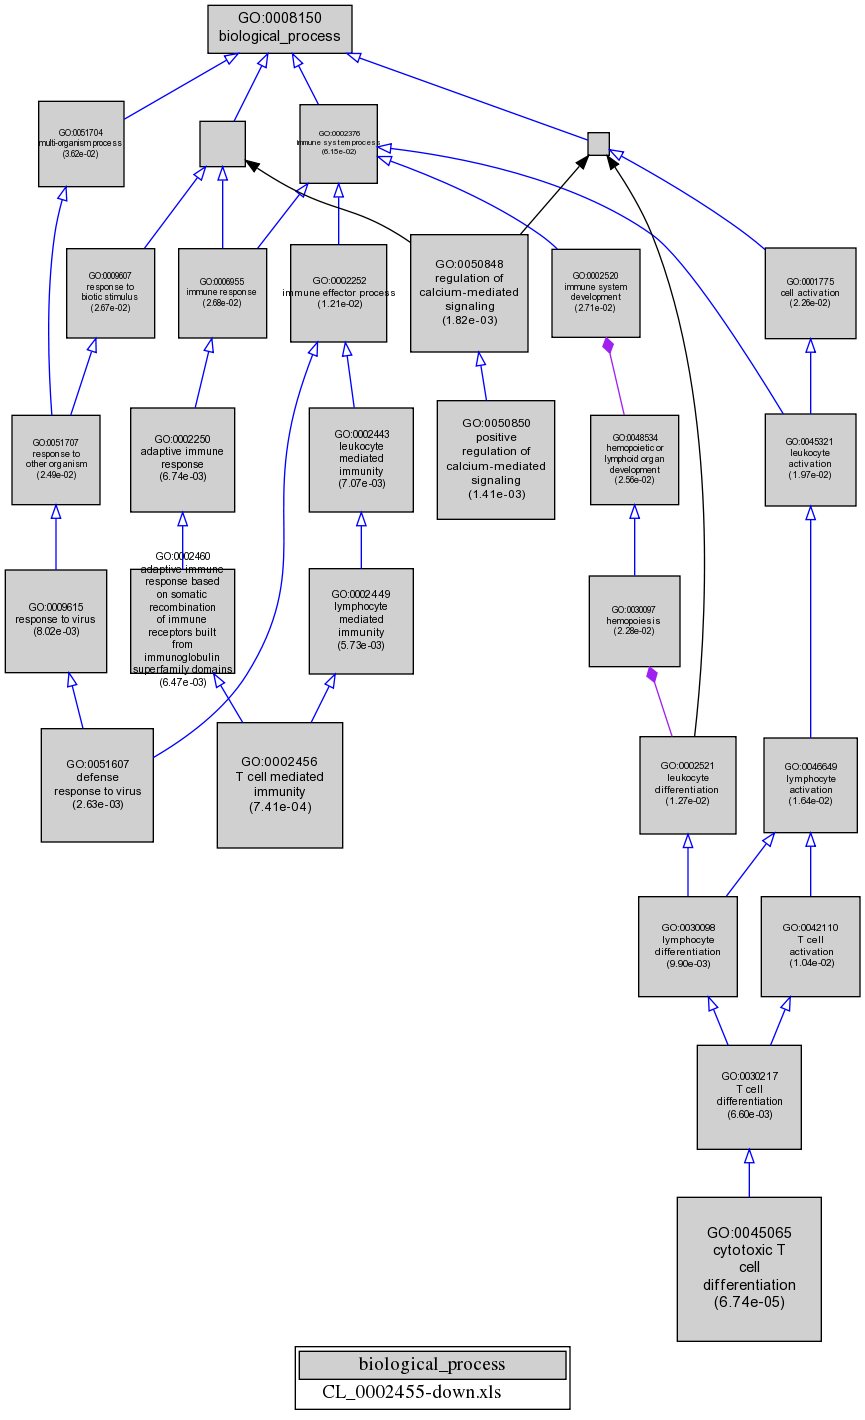 GO:0008150
biological_process
GO:0051704
multi-organism process
(3.62e-02)
GO:0002376
immune system process
(6.15e-02)
GO:0009607
response to
biotic stimulus
(2.67e-02)
GO:0006955
immune response
(2.68e-02)
GO:0002252
immune effector process
(1.21e-02)
GO:0050848
regulation of
calcium-mediated
signaling
(1.82e-03)
GO:0002520
immune system
development
(2.71e-02)
GO:0001775
cell activation
(2.26e-02)
GO:0051707
response to
other organism
(2.49e-02)
GO:0002250
adaptive immune
response
(6.74e-03)
GO:0002443
leukocyte
mediated
immunity
(7.07e-03)
GO:0050850
positive
regulation of
calcium-mediated
signaling
(1.41e-03)
GO:0048534
hemopoietic or
lymphoid organ
development
(2.56e-02)
GO:0045321
leukocyte
activation
(1.97e-02)
GO:0009615
response to virus
(8.02e-03)
GO:0002460
adaptive immune
response based
on somatic
recombination
of immune
receptors built
from
immunoglobulin
superfamily domains
(6.47e-03)
GO:0002449
lymphocyte
mediated
immunity
(5.73e-03)
GO:0030097
hemopoiesis
(2.28e-02)
GO:0051607
defense
response to virus
(2.63e-03)
GO:0002456
T cell mediated
immunity
(7.41e-04)
GO:0002521
leukocyte
differentiation
(1.27e-02)
GO:0046649
lymphocyte
activation
(1.64e-02)
GO:0030098
lymphocyte
differentiation
(9.90e-03)
GO:0042110
T cell
activation
(1.04e-02)
GO:0030217
T cell
differentiation
(6.60e-03)
GO:0045065
cytotoxic T
cell
differentiation
(6.74e-05)
biological_process
CL_0002455-down.xls